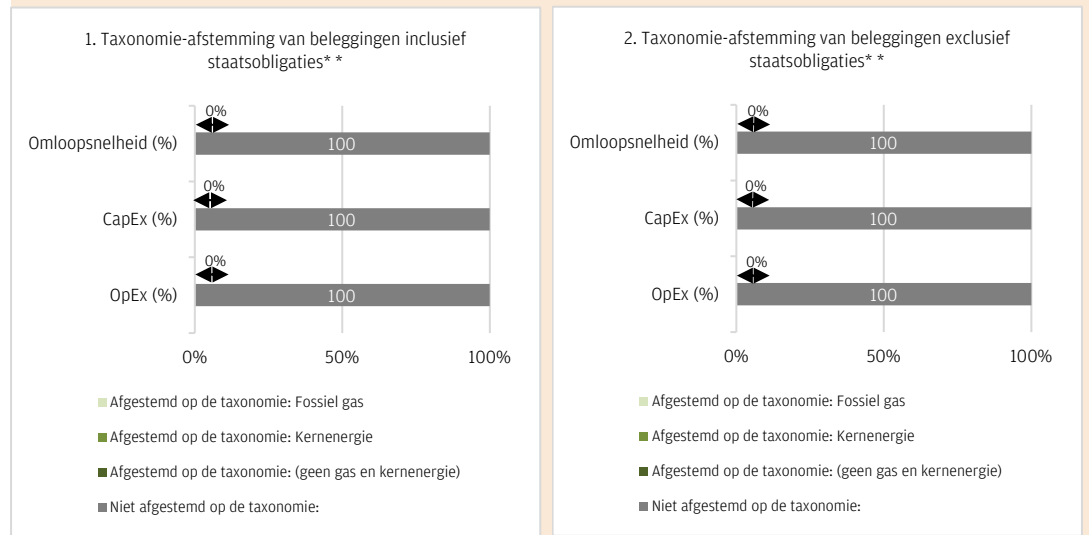 1. Taxonomie-afstemming van beleggingen inclusief
staatsobligaties* *
0%
Omloopsnelheid (%)
100
0%
CapEx (%)
100
0%
OpEx (%)
100
0%
50%
100%
Afgestemd op de taxonomie: Fossiel gas
Afgestemd op de taxonomie: Kernenergie
Afgestemd op de taxonomie: (geen gas en kernenergie)
Niet afgestemd op de taxonomie:
2. Taxonomie-afstemming van beleggingen exclusief
staatsobligaties* *
0%
Omloopsnelheid (%)
100
0%
CapEx (%)
100
0%
OpEx (%)
100
0%
50%
100%
Afgestemd op de taxonomie: Fossiel gas
Afgestemd op de taxonomie: Kernenergie
Afgestemd op de taxonomie: (geen gas en kernenergie)
Niet afgestemd op de taxonomie: